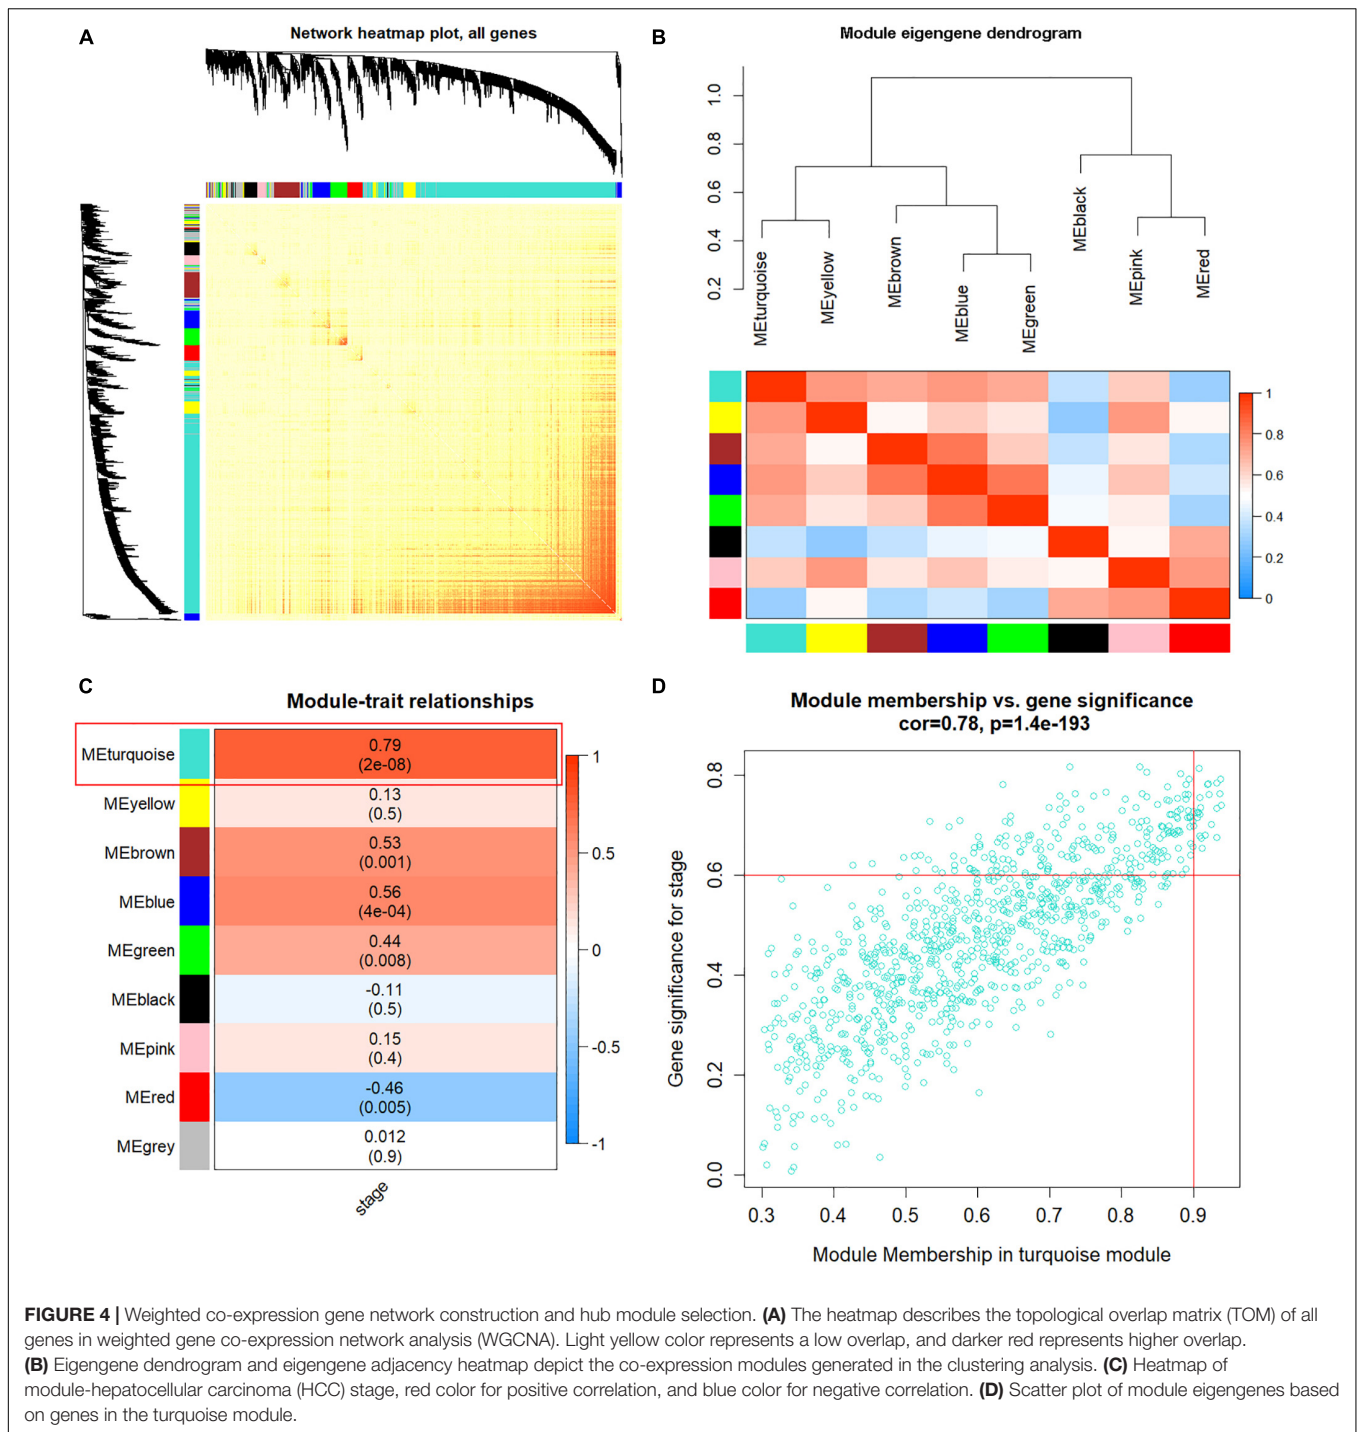 A
Network heatmap plot, all genes
B
Module eigengene dendrogram
1.0
0.8
0.6
0.4
0.2
MEturquoise
MEyellow
MEbrown
MEblue
MEgreen
MEblack
MEpink
MEred
1
0.8
0.6
0.4
0.2
0
C
Module-trait relationships
MEturquoise
0.79
(2e-08)
MEyellow
0.13
(0.5)
MEbrown
0.53
(0.001)
MEblue
0.56
(4e-04)
MEgreen
0.44
(0.008)
MEblack
-0.11
(0.5)
MEpink
0.15
(0.4)
MEred
-0.46
(0.005)
MEgrey
0.012
(0.9)
stage
1
0.5
0
-0.5
-1
D
Module membership vs. gene significance
cor=0.78, p=1.4e-193
Gene significance for stage
0.8
0.6
0.4
0.2
0.0
0.3 0.4 0.5 0.6 0.7 0.8 0.9
Module Membership in turquoise module
FIGURE 4 | Weighted co-expression gene network construction and hub module selection. (A) The heatmap describes the topological overlap matrix (TOM) of all
genes in weighted gene co-expression network analysis (WGCNA). Light yellow color represents a low overlap, and darker red represents higher overlap.
(B) Eigengene dendrogram and eigengene adjacency heatmap depict the co-expression modules generated in the clustering analysis. (C) Heatmap of
module-hepatocellular carcinoma (HCC) stage, red color for positive correlation, and blue color for negative correlation. (D) Scatter plot of module eigengenes based
on genes in the turquoise module.